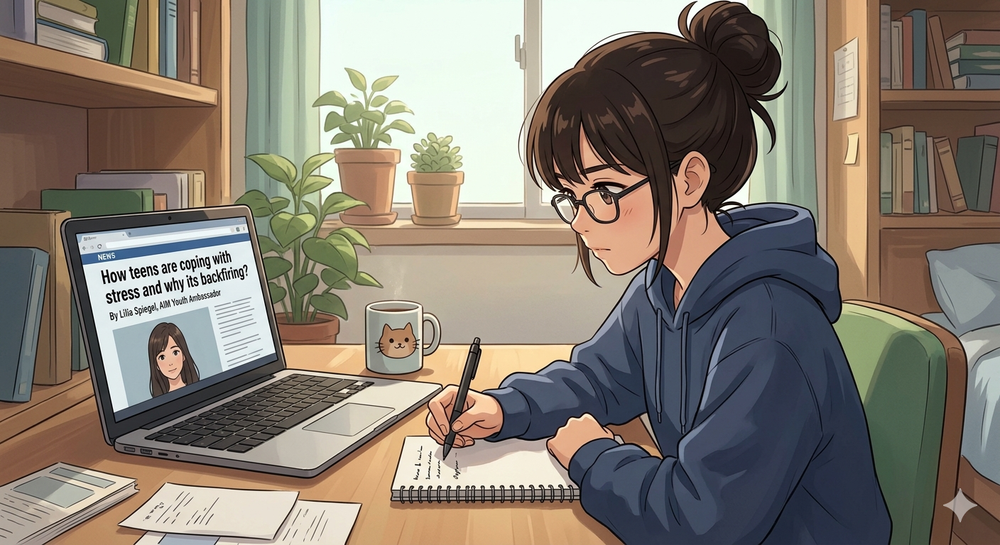 NEWS
How teens are coping with
stress and why its backfiring?
By Lilia Spiegel, AIM Youth Ambassador